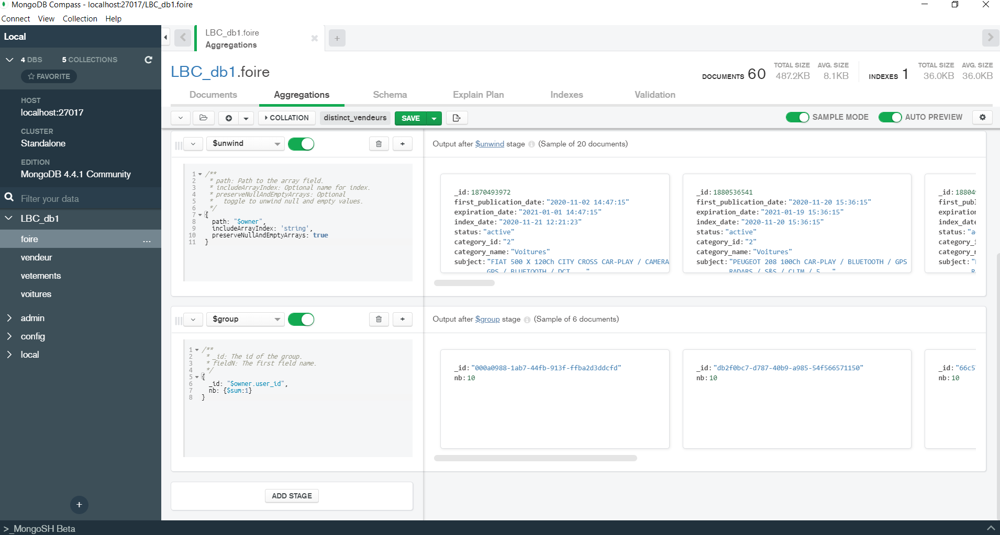 MongoDB Compass - localhost:27017/LBC_db1.foire
Connect View Collection Help
Local
4 DBS 5 COLLECTIONS
FAVORITE
HOST
localhost:27017
CLUSTER
Standalone
EDITION
MongoDB 4.4.1 Community
Filter your data
LBC_db1
foire ...
vendeur
vetements
voitures
admin
config
local
+
LBC_db1.foire
Aggregations
+
LBC_db1.foire
DOCUMENTS 60 TOTAL SIZE 487.2KB AVG. SIZE 8.1KB INDEXES 1 TOTAL SIZE 36.0KB AVG. SIZE 36.0KB
Documents Aggregations Schema Explain Plan Indexes Validation
COLLATION distinct_vendeurs SAVE SAMPLE MODE AUTO PREVIEW
$unwind +
1 /**
2 * path: Path to the array field.
3 * includeArrayIndex: Optional name for index.
4 * preserveNullAndEmptyArrays: Optional
5 * toggle to unwind null and empty values.
6 */
7 {
8 path: "$owner",
9 includeArrayIndex: 'string',
10 preserveNullAndEmptyArrays: true
11 }
Output after $unwind stage (Sample of 20 documents)
_id: 1870493972
first_publication_date: "2020-11-02 14:47:15"
expiration_date: "2021-01-01 14:47:15"
index_date: "2020-11-21 12:21:23"
status: "active"
category_id: "2"
category_name: "Voitures"
subject: "FIAT 500 X 120Ch CITY CROSS CAR-PLAY / CAMERA
GPS / BLUETOOTH / DCT ... "
_id: 1880536541
first_publication_date: "2020-11-20 15:36:15"
expiration_date: "2021-01-19 15:36:15"
index_date: "2020-11-20 15:36:15"
status: "active"
category_id: "2"
category_name: "Voitures"
subject: "PEUGEOT 208 100Ch CAR-PLAY / BLUETOOTH / GPS
RADARS / S&S / CLIM / 5 ... "
_id: 18804
first_publ
expiration
index_date
status: "a
category_i
category_n
subject: "
R
$group +
1 /**
2 * _id: The id of the group.
3 * fieldN: The first field name.
4 */
5 {
6 _id: "$owner.user_id",
7 nb: {$sum:1}
8 }
Output after $group stage (Sample of 6 documents)
_id: "000a0988-1ab7-44fb-913f-ffba2d3ddcfd"
nb: 10
_id: "db2f0bc7-d787-40b9-a985-54f566571150"
nb: 10
_id: "66c5
nb: 10
ADD STAGE
>_MongoSH Beta